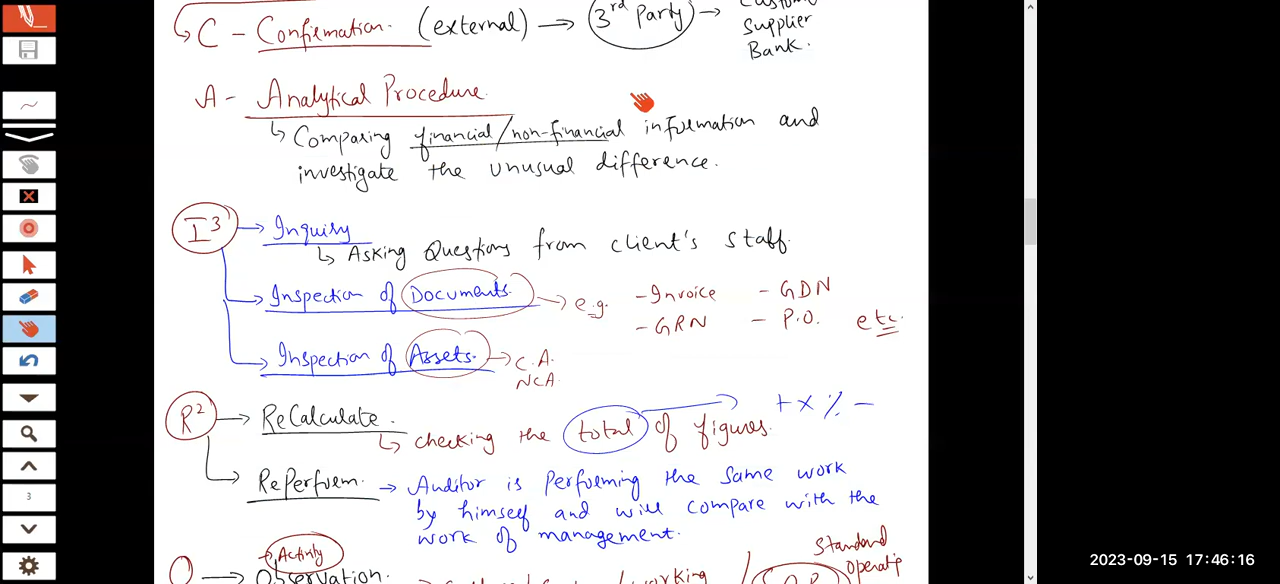 C - Confirmation. (external) → 3rd Party →
Supplier
Bank.
A - Analytical Procedure.
↳ Comparing financial/non-financial information and
investigate the unusual difference.
I³ → Inquiry
↳ Asking Questions from client's staff.
→ Inspection of Documents. → e.g. - Invoice - GDN
- GRN - P.O. etc.
→ Inspection of Assets. → C.A.
NCA.
R² → ReCalculate. + × % -
↳ checking the total of figures.
→ RePerform. → Auditor is performing the same work
by himself and will compare with the
work of management.
→ Activity
Standard
O → Observation. working
3
2023-09-15 17:46:16